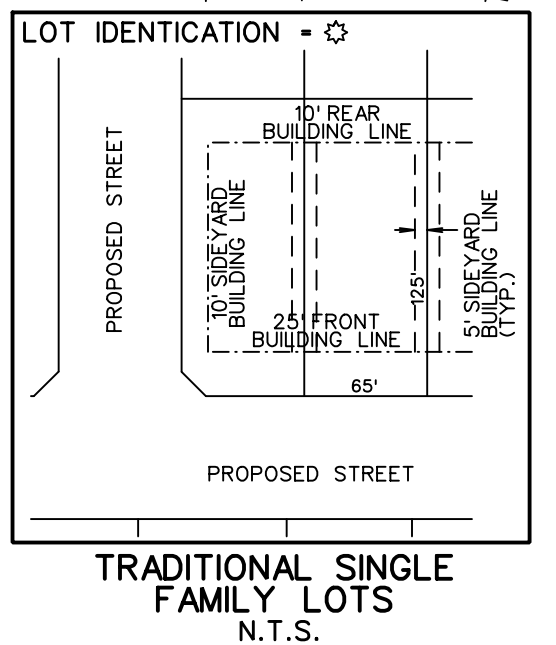 LOT IDENTICATION =
10' REAR
BUILDING LINE
PROPOSED STREET
10' SIDEYARD
BUILDING LINE
125'
5' SIDEYARD
BUILDING LINE
(TYP.)
25' FRONT
BUILDING LINE
65'
PROPOSED STREET
TRADITIONAL SINGLE
FAMILY LOTS
N.T.S.